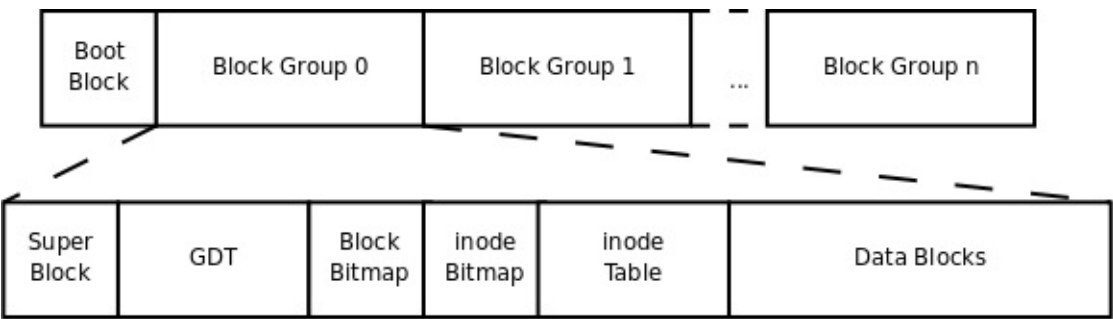 Boot
Block
Block Group 0
Block Group 1
...
Block Group n
Super
Block
GDT
Block
Bitmap
inode
Bitmap
inode
Table
Data Blocks